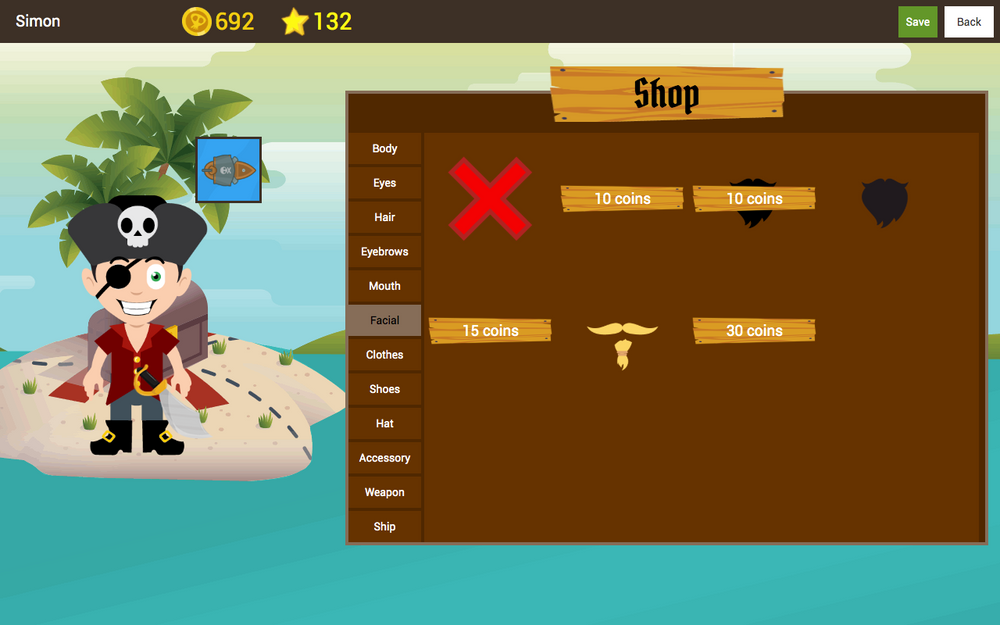 Simon
692
132
Save
Back
Shop
Body
Eyes
Hair
Eyebrows
Mouth
Facial
Clothes
Shoes
Hat
Accessory
Weapon
Ship
10 coins
10 coins
15 coins
30 coins